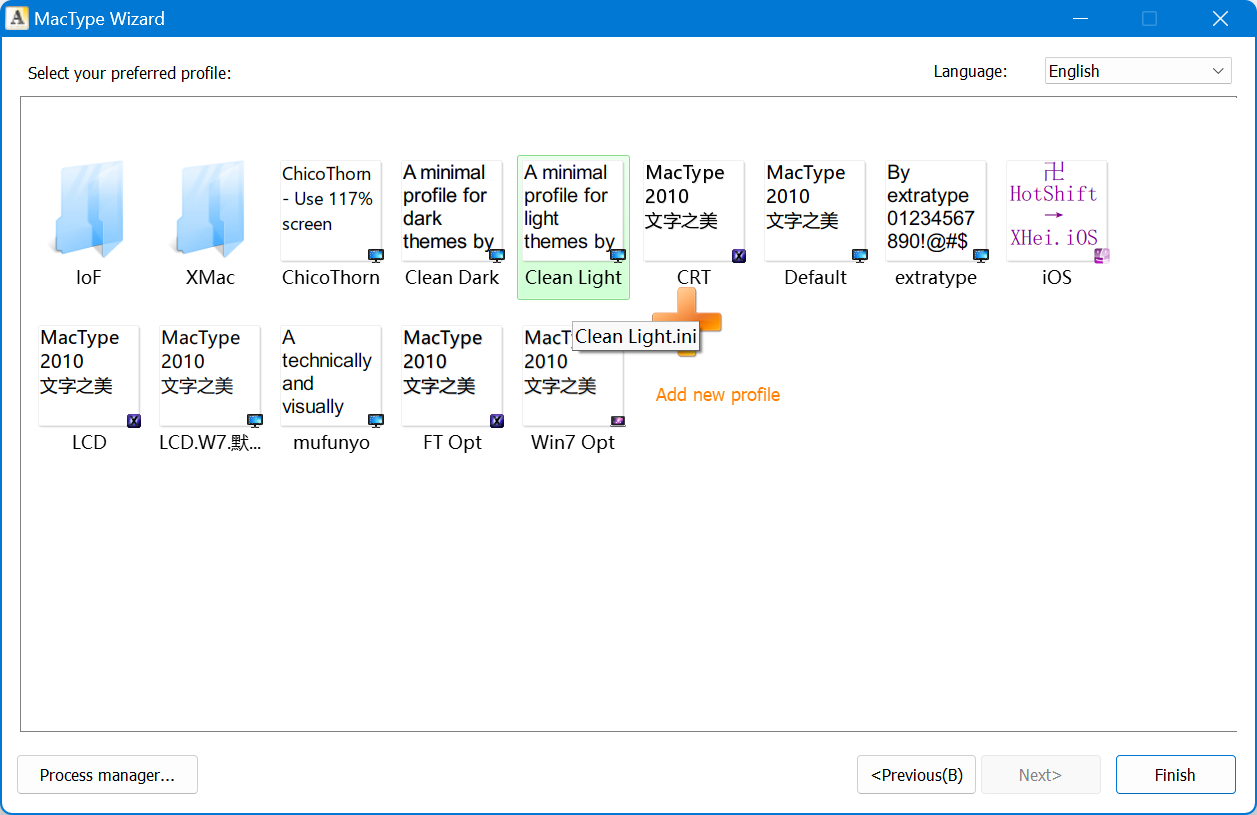 MacType Wizard
Select your preferred profile:
Language:
English
ChicoThorn
- Use 117%
screen
ChicoThorn
A minimal
profile for
dark
themes by
Clean Dark
A minimal
profile for
light
themes by
Clean Light
MacType
2010
文字之美
CRT
MacType
2010
文字之美
Default
By
extratype
01234567
890!@#$
extratype
卍
HotShift
→
XHei.iOS
iOS
IoF
XMac
MacType
2010
文字之美
LCD
MacType
2010
文字之美
LCD.W7.默...
A
technically
and
visually
mufunyo
MacType
2010
文字之美
FT Opt
MacT
2010
文字之美
Win7 Opt
Clean Light.ini
Add new profile
Process manager...
<Previous(B)
Next>
Finish